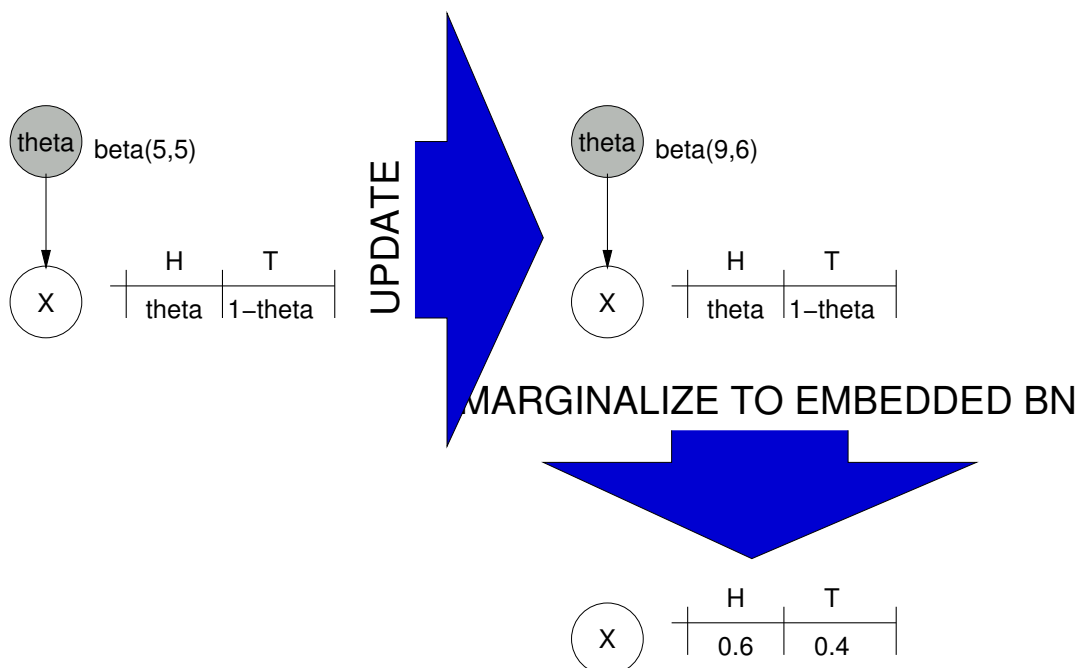 theta
beta(5,5)
X
H T
theta 1−theta
UPDATE
theta
beta(9,6)
X
H T
theta 1−theta
MARGINALIZE TO EMBEDDED BN
X
H T
0.6 0.4